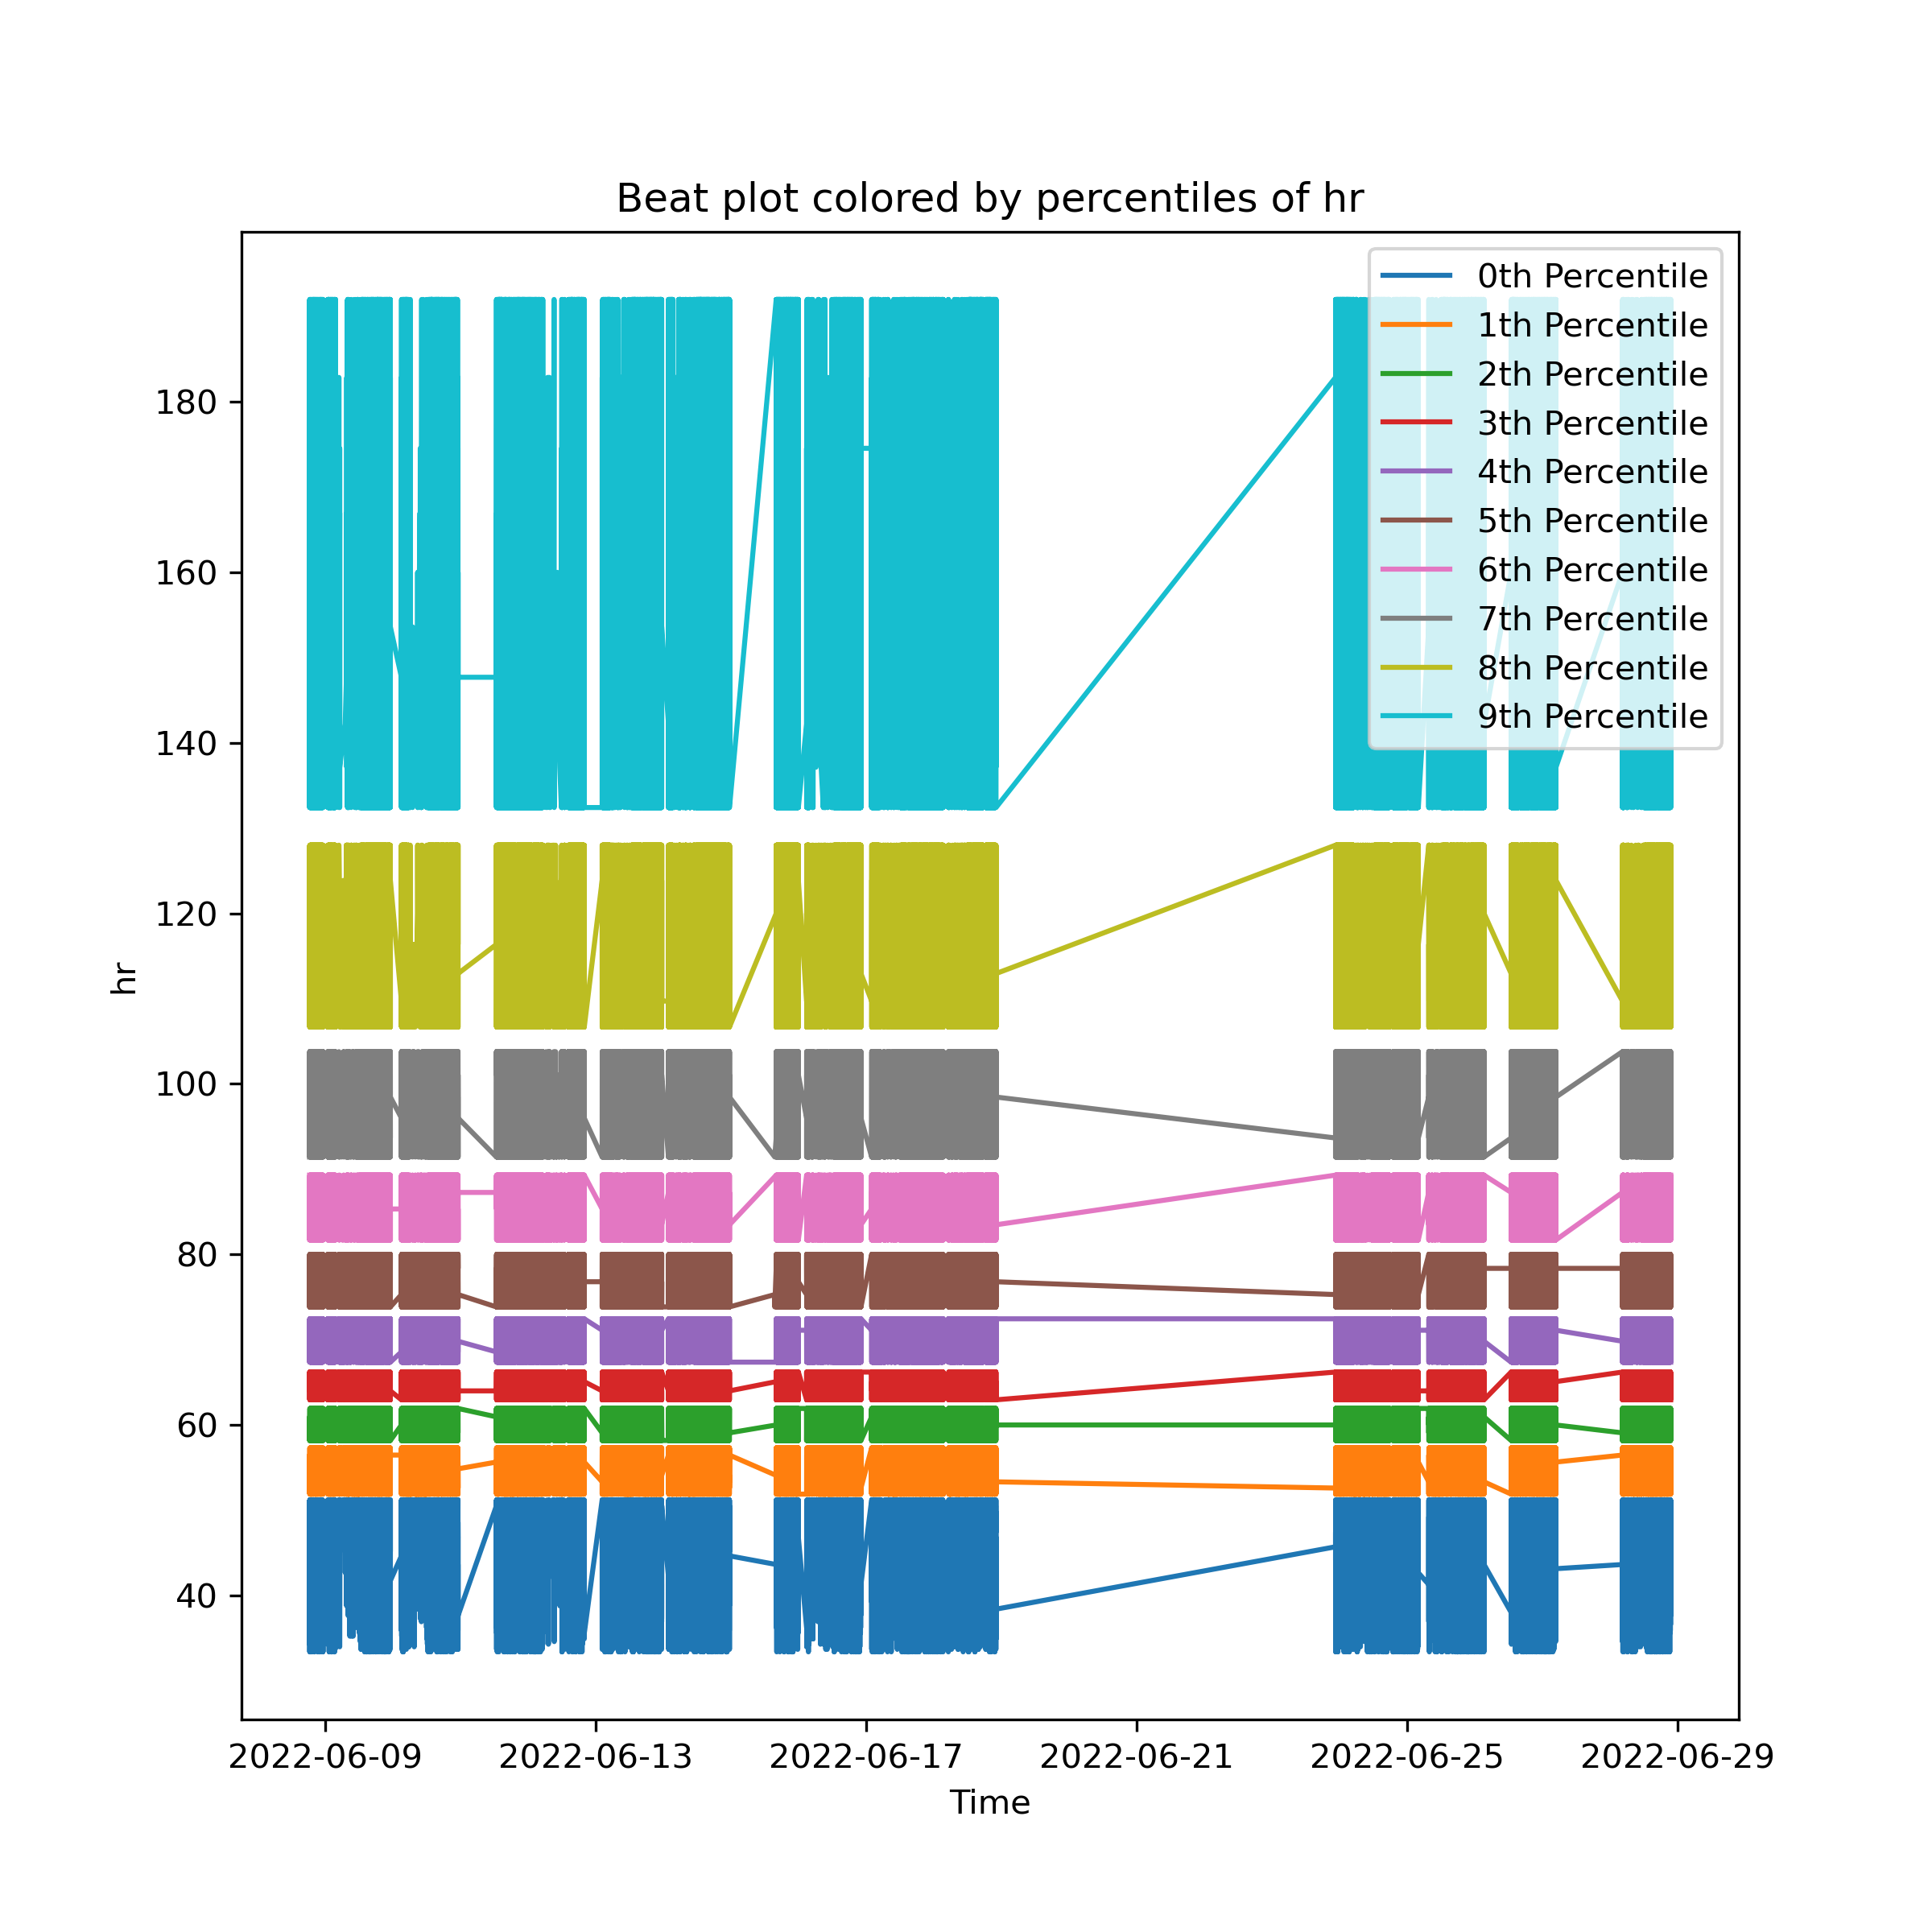 Beat plot colored by percentiles of hr
0th Percentile
1th Percentile
2th Percentile
3th Percentile
4th Percentile
5th Percentile
6th Percentile
7th Percentile
8th Percentile
9th Percentile
180
160
140
120
100
80
60
40
hr
2022-06-09 2022-06-13 2022-06-17 2022-06-21 2022-06-25 2022-06-29
Time